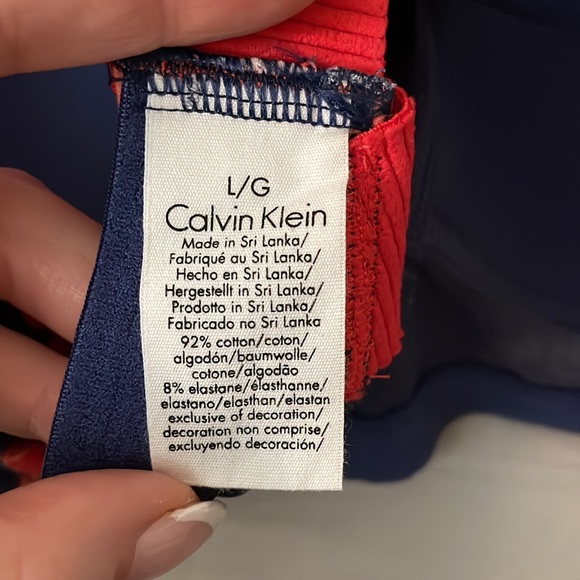 L/G
Calvin Klein
Made in Sri Lanka/
Fabriqué au Sri Lanka/
Hecho en Sri Lanka/
Hergestellt in Sri Lanka/
Prodotto in Sri Lanka/
Fabricado no Sri Lanka
92% cotton/coton/
algodón/baumwolle/
cotone/algodão
8% elastane/élasthanne/
elastano/elasthan/elastan
exclusive of decoration/
decoration non comprise/
excluyendo decoración/